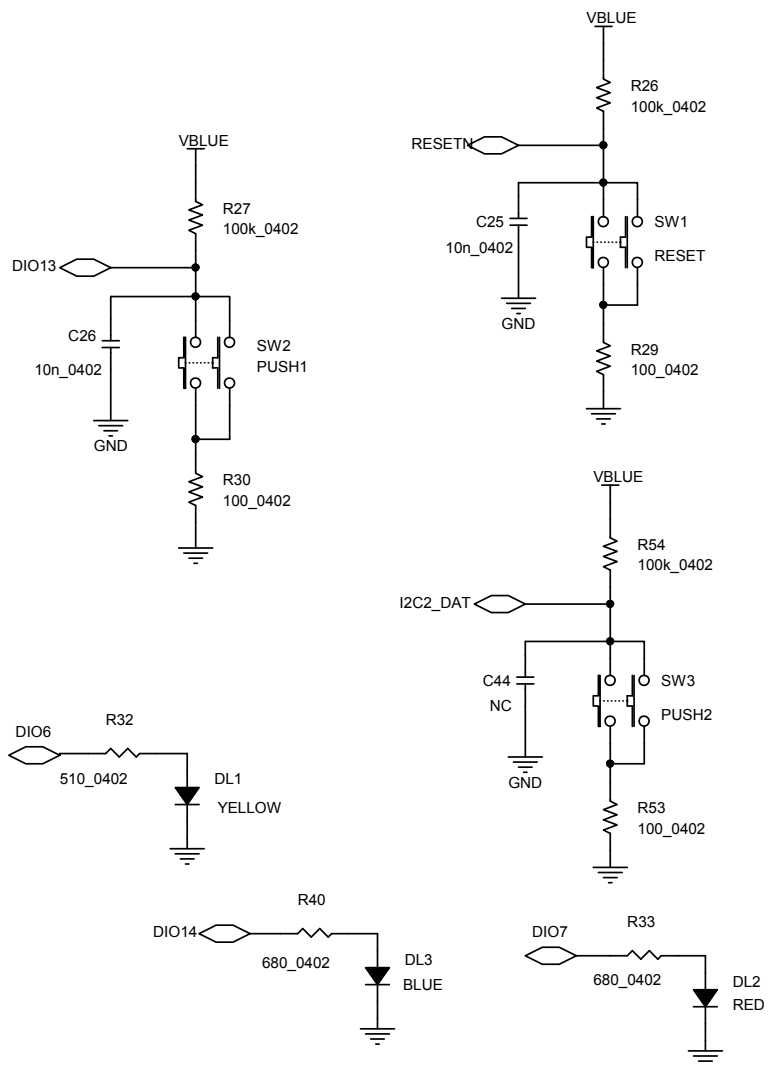 VBLUE
R26
100k_0402
RESETN
C25
10n_0402
SW1
RESET
GND
R29
100_0402
VBLUE
R27
100k_0402
DIO13
C26
10n_0402
SW2
PUSH1
GND
R30
100_0402
VBLUE
R54
100k_0402
I2C2_DAT
C44
NC
SW3
PUSH2
GND
R53
100_0402
DIO6
R32
510_0402
DL1
YELLOW
DIO14
R40
680_0402
DL3
BLUE
DIO7
R33
680_0402
DL2
RED